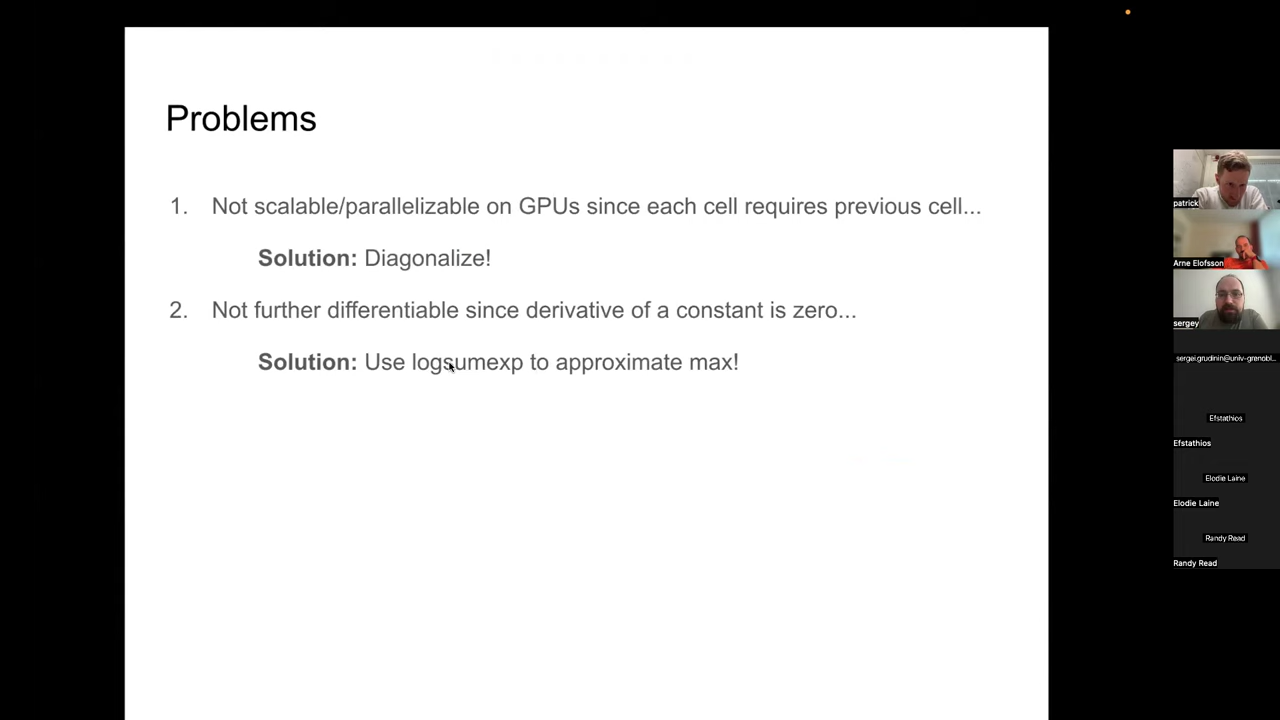 Problems
1. Not scalable/parallelizable on GPUs since each cell requires previous cell...
Solution: Diagonalize!
2. Not further differentiable since derivative of a constant is zero...
Solution: Use logsumexp to approximate max!
patrick
Arne Elofsson
sergey
sergei.grudinin@univ-grenobl...
Efstathios
Efstathios
Elodie Laine
Elodie Laine
Randy Read
Randy Read